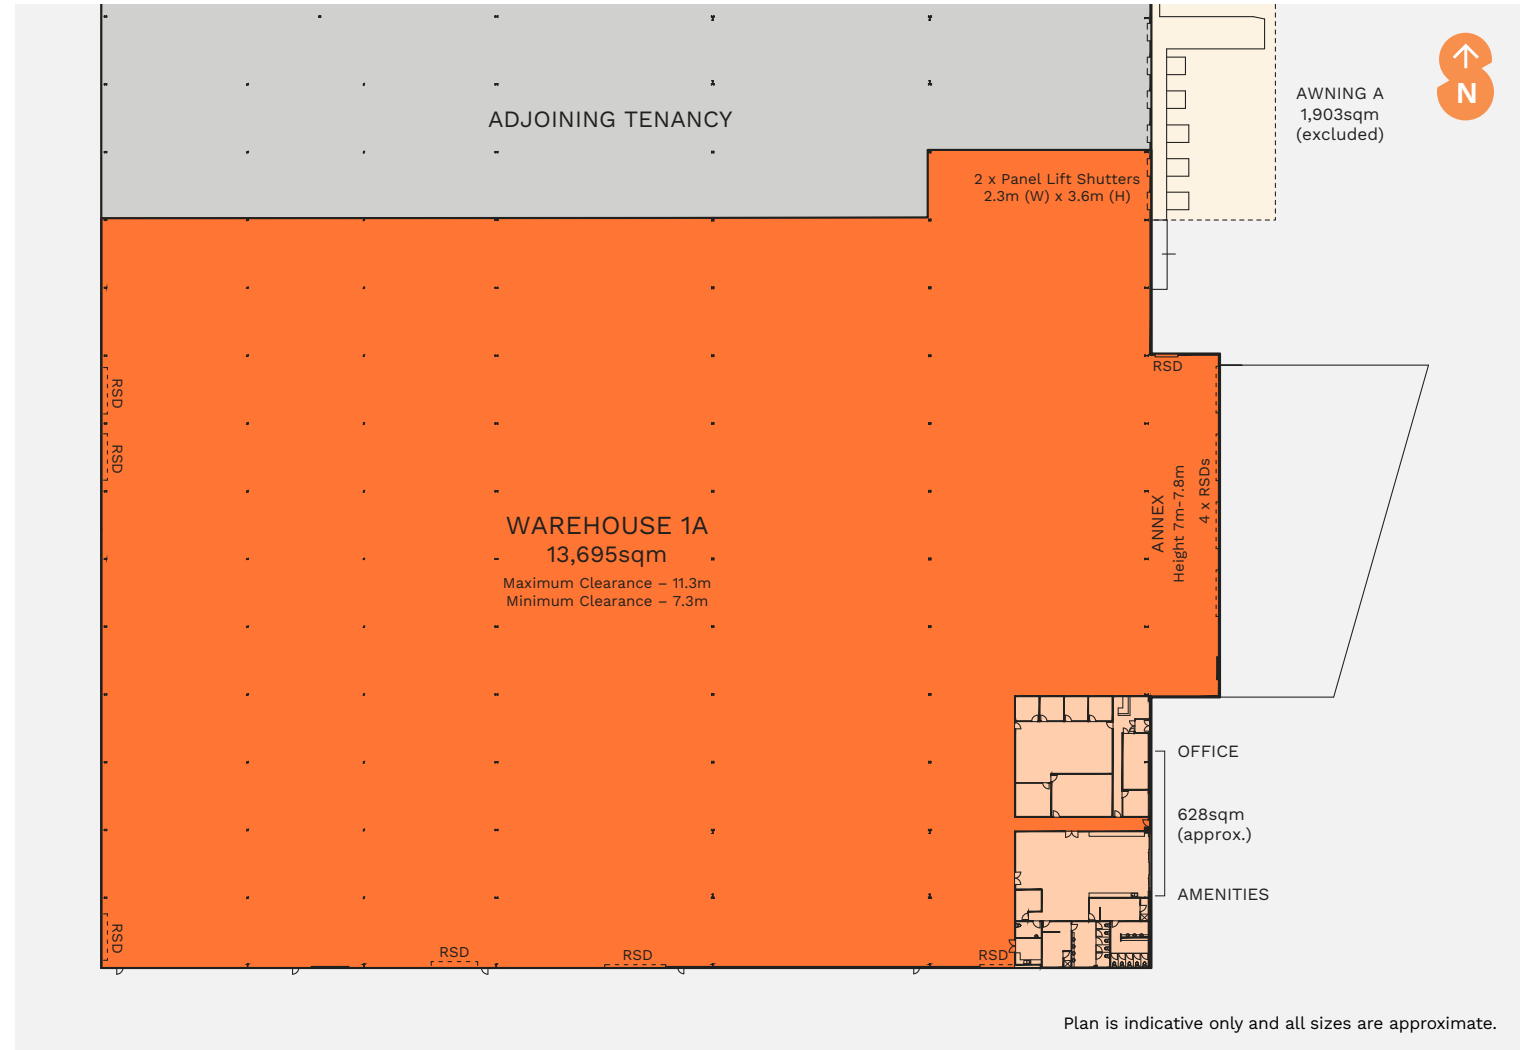 ADJOINING TENANCY
AWNING A
1,903sqm
(excluded)
N
2 x Panel Lift Shutters
2.3m (W) x 3.6m (H)
RSD
RSD
RSD
WAREHOUSE 1A
13,695sqm
Maximum Clearance – 11.3m
Minimum Clearance – 7.3m
ANNEX
Height 7m-7.8m
4 x RSDs
OFFICE
628sqm
(approx.)
AMENITIES
RSD
RSD
RSD
RSD
Plan is indicative only and all sizes are approximate.